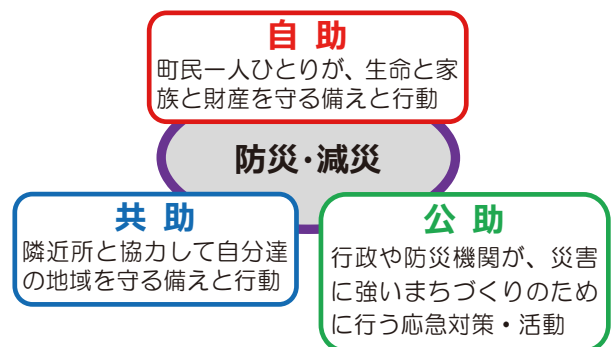 自助
町民一人ひとりが、生命と家
族と財産を守る備えと行動
防災・減災
共助
隣近所と協力して自分達
の地域を守る備えと行動
公助
行政や防災機関が、災害
に強いまちづくりのため
に行う応急対策・活動